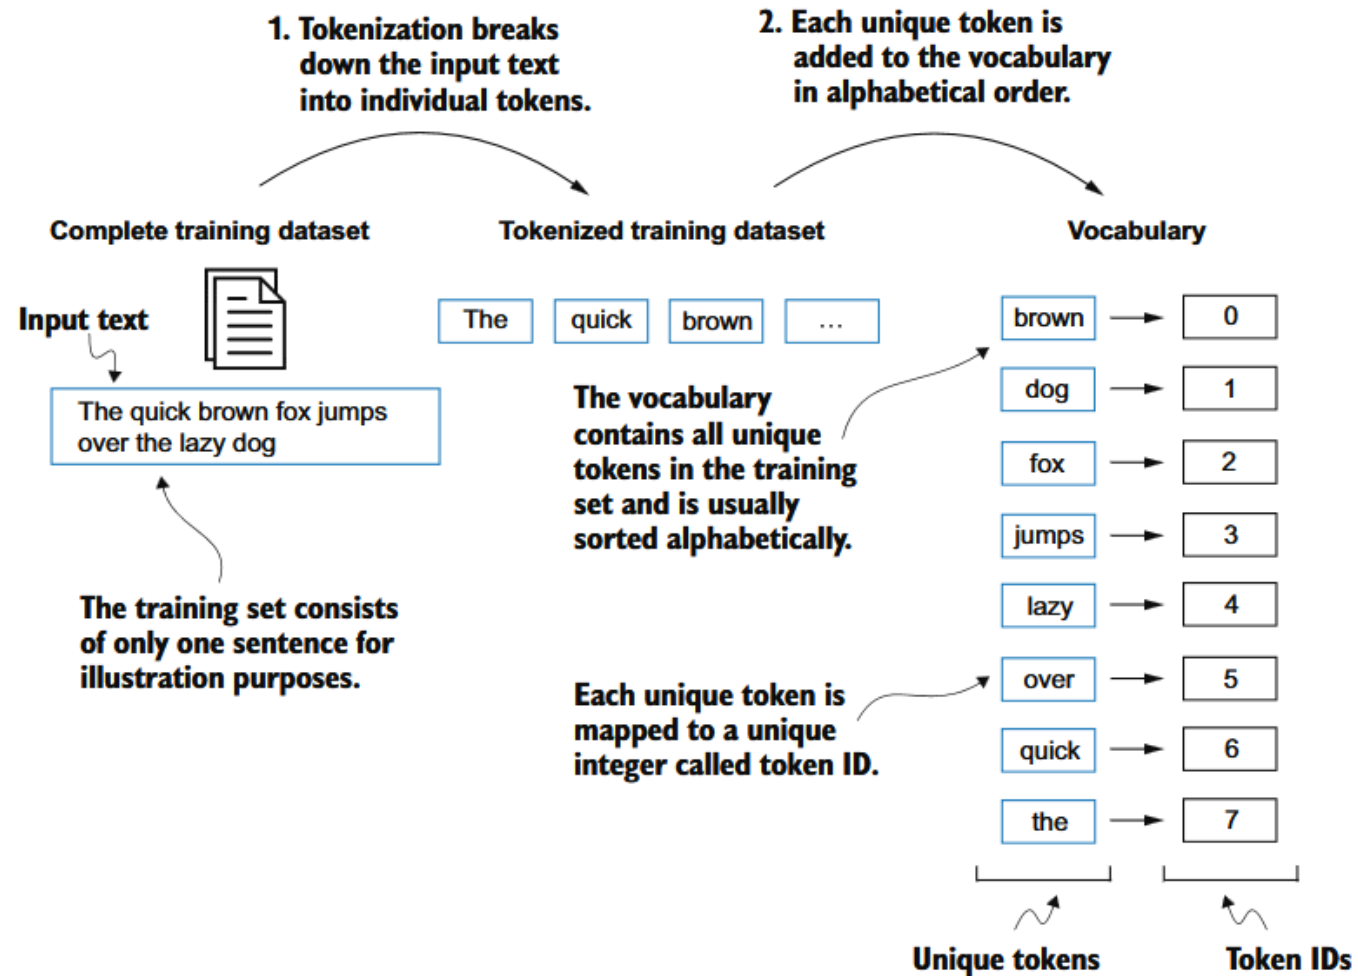 1. Tokenization breaks
down the input text
into individual tokens.
2. Each unique token is
added to the vocabulary
in alphabetical order.
Complete training dataset
Tokenized training dataset
Vocabulary
Input text
The quick brown fox jumps
over the lazy dog
The training set consists
of only one sentence for
illustration purposes.
The quick brown ...
The vocabulary
contains all unique
tokens in the training
set and is usually
sorted alphabetically.
Each unique token is
mapped to a unique
integer called token ID.
brown 0
dog 1
fox 2
jumps 3
lazy 4
over 5
quick 6
the 7
Unique tokens
Token IDs